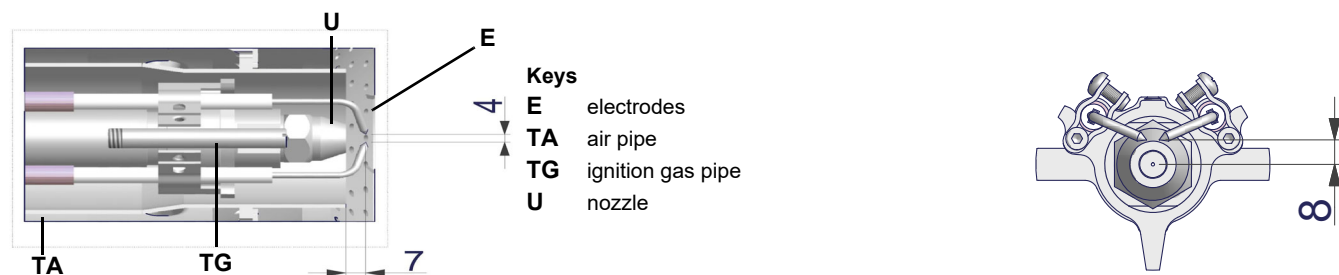 U
E
Keys
E electrodes
TA air pipe
TG ignition gas pipe
U nozzle
4
TA
TG
7
8